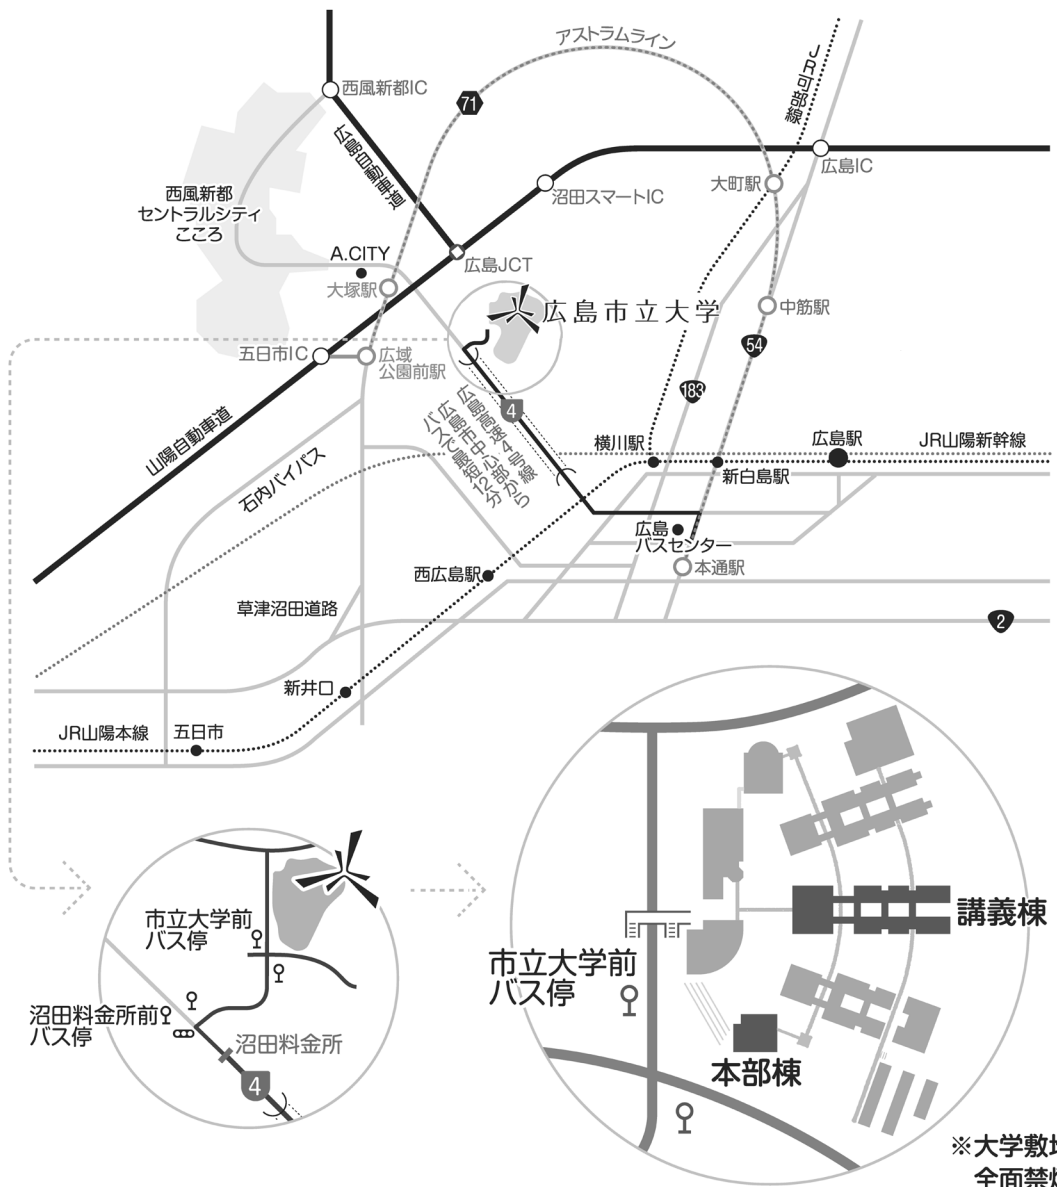 アストラムライン
JR可部線
西風新都IC
71
広島自動車道
広島IC
大町駅
沼田スマートIC
西風新都
セントラルシティ
こころ
A.CITY
大塚駅
広島JCT
広島市立大学
中筋駅
54
五日市IC
広域
公園前駅
183
4
広島高速4号線
広島市中心部から
バスで最短12分
山陽自動車道
石内バイパス
横川駅
広島駅
JR山陽新幹線
新白島駅
広島
バスセンター
本通駅
西広島駅
草津沼田道路
2
新井口
JR山陽本線
五日市
市立大学前
バス停
沼田料金所前
バス停
沼田料金所
4
講義棟
市立大学前
バス停
本部棟
※大学敷地
全面禁煙